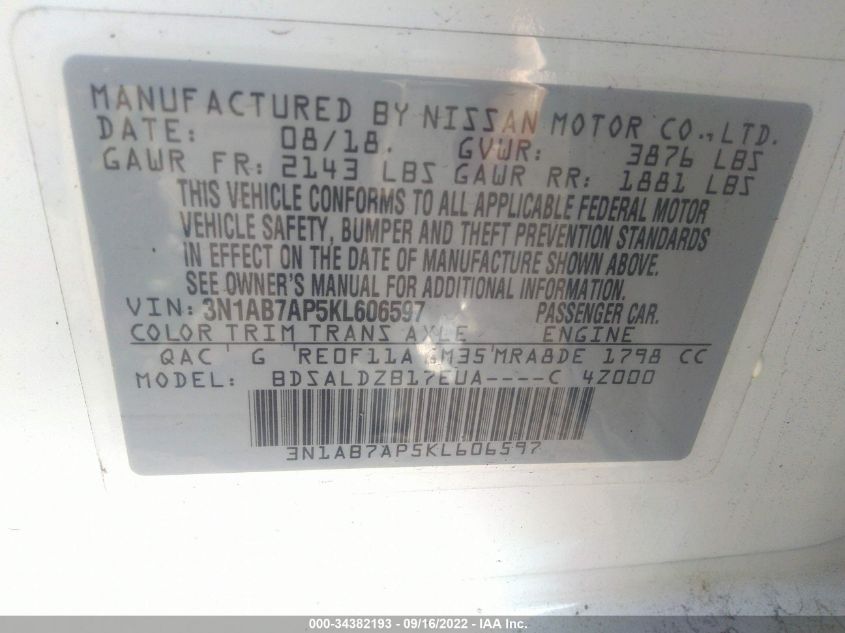 MANUFACTURED BY NISSAN MOTOR CO., LTD.
DATE: 08/18. GVWR: 3876 LBS
GAWR FR: 2143 LBS GAWR RR: 1881 LBS
THIS VEHICLE CONFORMS TO ALL APPLICABLE FEDERAL MOTOR
VEHICLE SAFETY, BUMPER AND THEFT PREVENTION STANDARDS
IN EFFECT ON THE DATE OF MANUFACTURE SHOWN ABOVE.
SEE OWNER'S MANUAL FOR ADDITIONAL INFORMATION.
VIN: 3N1AB7AP5KL606597 PASSENGER CAR.
COLOR TRIM TRANS AXLE ENGINE
QAC ' G 'RE0F11A GM35'MRA8DE 1798 CC
MODEL: BDSALDZB17EUA----C 4Z000
3N1AB7AP5KL606597
000-34382193 - 09/16/2022 - IAA Inc.